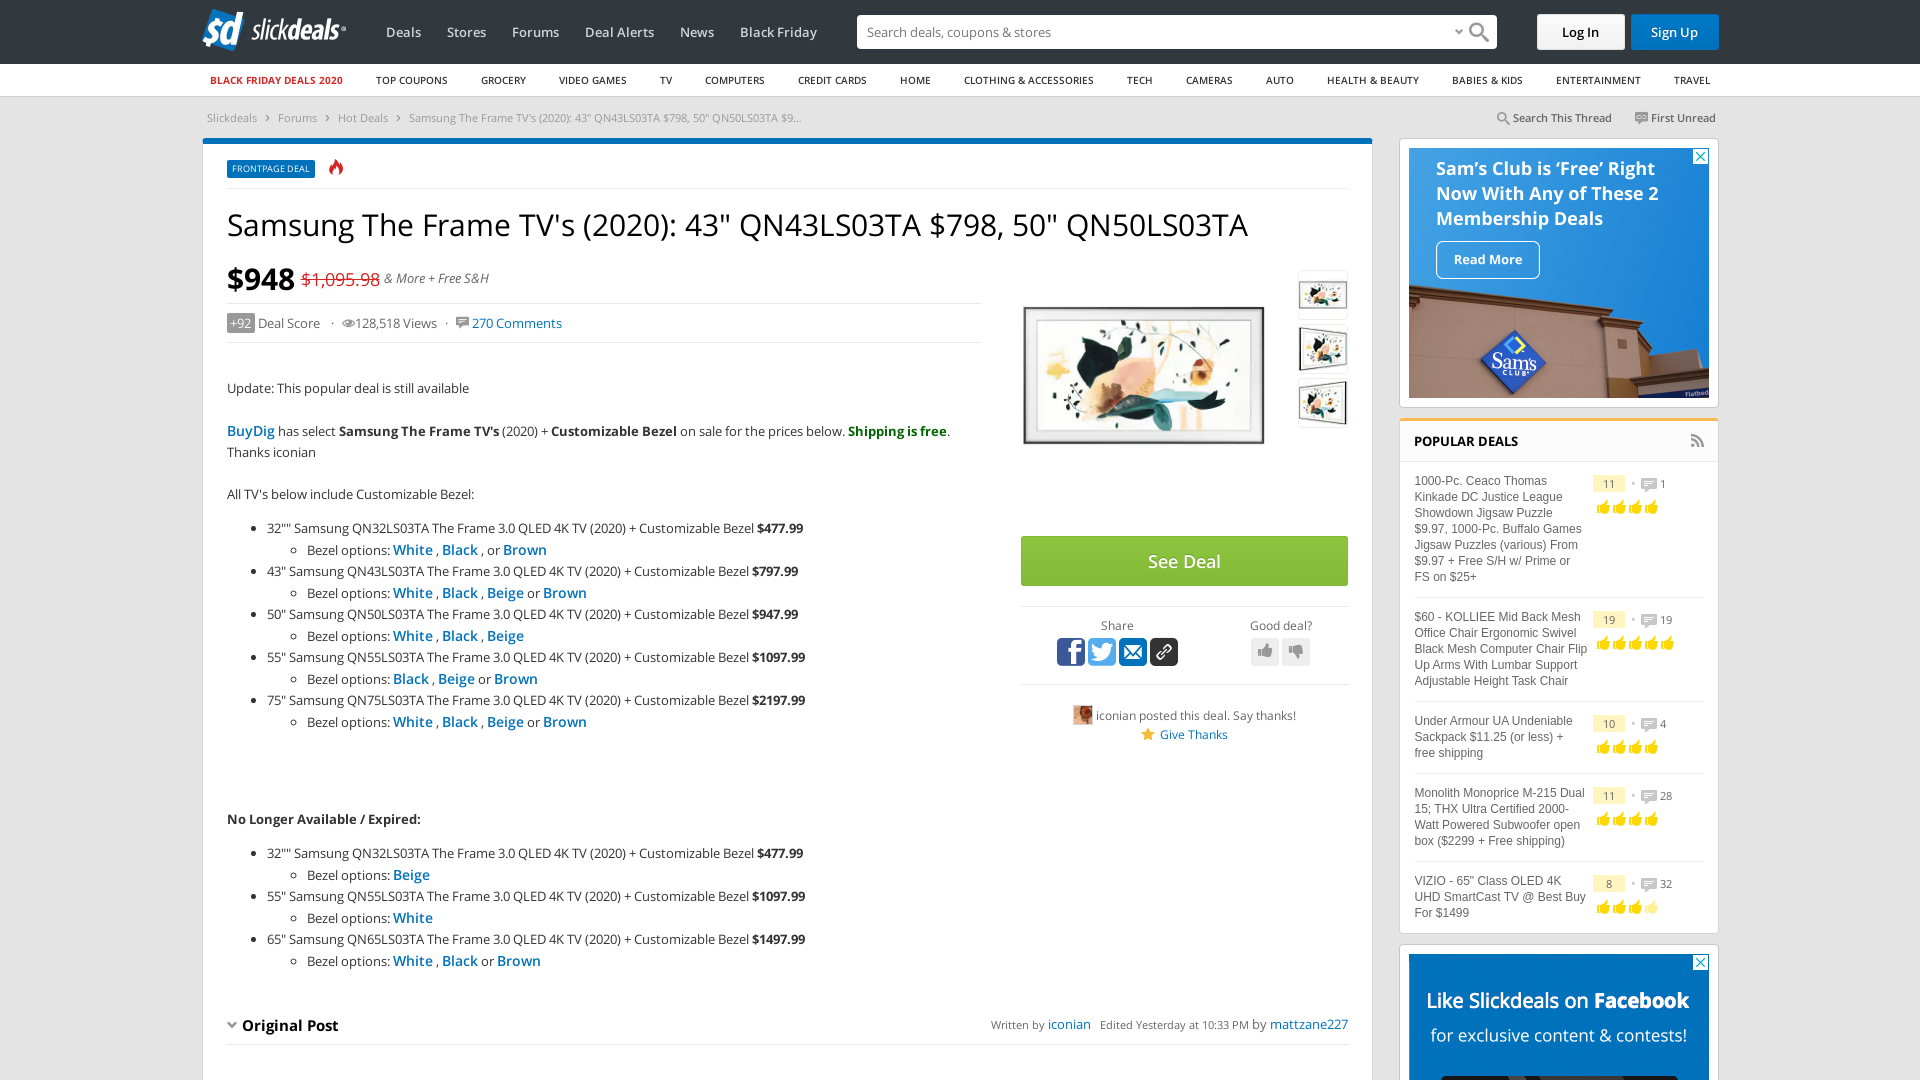 slickdeals
Deals
Stores
Forums
Deal Alerts
News
Black Friday
Search deals, coupons & stores
Log In
Sign Up
BLACK FRIDAY DEALS 2020
TOP COUPONS
GROCERY
VIDEO GAMES
TV
COMPUTERS
CREDIT CARDS
HOME
CLOTHING & ACCESSORIES
TECH
CAMERAS
AUTO
HEALTH & BEAUTY
BABIES & KIDS
ENTERTAINMENT
TRAVEL
Slickdeals > Forums > Hot Deals > Samsung The Frame TV's (2020): 43" QN43LS03TA $798, 50" QN50LS03TA $9...
Search This Thread
First Unread
FRONTPAGE DEAL
Samsung The Frame TV's (2020): 43" QN43LS03TA $798, 50" QN50LS03TA
$948 $1,095.98 & More + Free S&H
+92 Deal Score · 128,518 Views · 270 Comments
Update: This popular deal is still available
BuyDig has select Samsung The Frame TV's (2020) + Customizable Bezel on sale for the prices below. Shipping is free.
Thanks iconian
All TV's below include Customizable Bezel:
32"" Samsung QN32LS03TA The Frame 3.0 QLED 4K TV (2020) + Customizable Bezel $477.99
Bezel options: White , Black , or Brown
43" Samsung QN43LS03TA The Frame 3.0 QLED 4K TV (2020) + Customizable Bezel $797.99
Bezel options: White , Black , Beige or Brown
50" Samsung QN50LS03TA The Frame 3.0 QLED 4K TV (2020) + Customizable Bezel $947.99
Bezel options: White , Black , Beige
55" Samsung QN55LS03TA The Frame 3.0 QLED 4K TV (2020) + Customizable Bezel $1097.99
Bezel options: Black , Beige or Brown
75" Samsung QN75LS03TA The Frame 3.0 QLED 4K TV (2020) + Customizable Bezel $2197.99
Bezel options: White , Black , Beige or Brown
No Longer Available / Expired:
32"" Samsung QN32LS03TA The Frame 3.0 QLED 4K TV (2020) + Customizable Bezel $477.99
Bezel options: Beige
55" Samsung QN55LS03TA The Frame 3.0 QLED 4K TV (2020) + Customizable Bezel $1097.99
Bezel options: White
65" Samsung QN65LS03TA The Frame 3.0 QLED 4K TV (2020) + Customizable Bezel $1497.99
Bezel options: White , Black or Brown
See Deal
Share
Good deal?
iconian posted this deal. Say thanks!
Give Thanks
Original Post
Written by iconian Edited Yesterday at 10:33 PM by mattzane227
Sam's Club is 'Free' Right
Now With Any of These 2
Membership Deals
Read More
Sam's
CLUB
Flatbed
POPULAR DEALS
1000-Pc. Ceaco Thomas
Kinkade DC Justice League
Showdown Jigsaw Puzzle
$9.97, 1000-Pc. Buffalo Games
Jigsaw Puzzles (various) From
$9.97 + Free S/H w/ Prime or
FS on $25+
11 • 1
$60 - KOLLIEE Mid Back Mesh
Office Chair Ergonomic Swivel
Black Mesh Computer Chair Flip
Up Arms With Lumbar Support
Adjustable Height Task Chair
19 • 19
Under Armour UA Undeniable
Sackpack $11.25 (or less) +
free shipping
10 • 4
Monolith Monoprice M-215 Dual
15; THX Ultra Certified 2000-
Watt Powered Subwoofer open
box ($2299 + Free shipping)
11 • 28
VIZIO - 65" Class OLED 4K
UHD SmartCast TV @ Best Buy
For $1499
8 • 32
Like Slickdeals on Facebook
for exclusive content & contests!